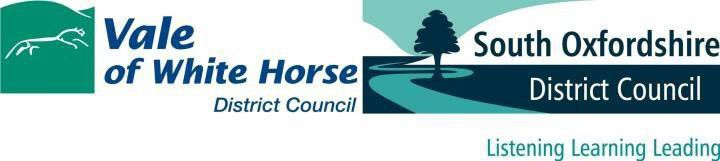 Vale
of White Horse
District Council
South Oxfordshire
District Council
Listening Learning Leading